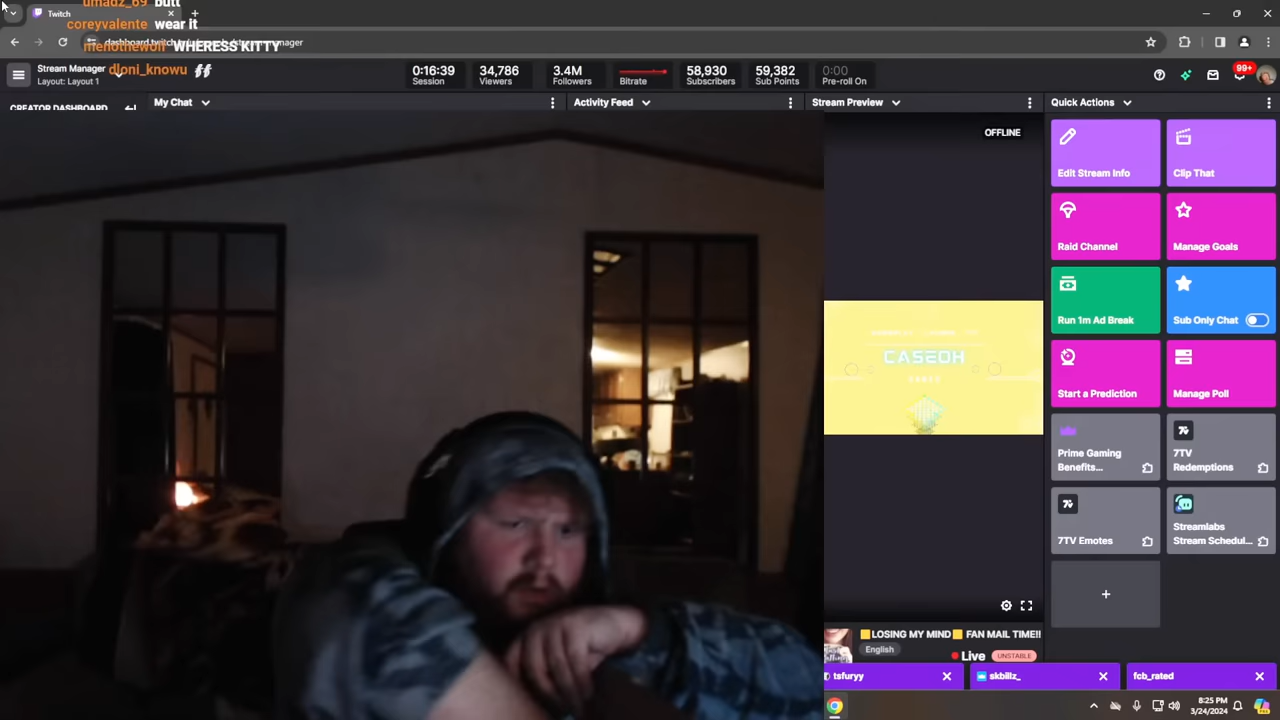 umadz_69 butt
coreyvalente wear it
menothewolf WHERESS KITTY
dloni_knowu
Twitch
Stream Manager
Layout: Layout 1
0:16:39
Session
34,786
Viewers
3.4M
Followers
Bitrate
58,930
Subscribers
59,382
Sub Points
0:00
Pre-roll On
99+
CREATOR DASHBOARD
My Chat
Activity Feed
Stream Preview
Quick Actions
OFFLINE
CASEOH
Edit Stream Info
Clip That
Raid Channel
Manage Goals
Run 1m Ad Break
Sub Only Chat
Start a Prediction
Manage Poll
Prime Gaming
Benefits...
7TV
Redemptions
7TV Emotes
Streamlabs
Stream Schedul...
🟨LOSING MY MIND🟨 FAN MAIL TIME!!
English
Live
UNSTABLE
tsfuryy
skbillz_
fcb_rated
8:25 PM
3/24/2024